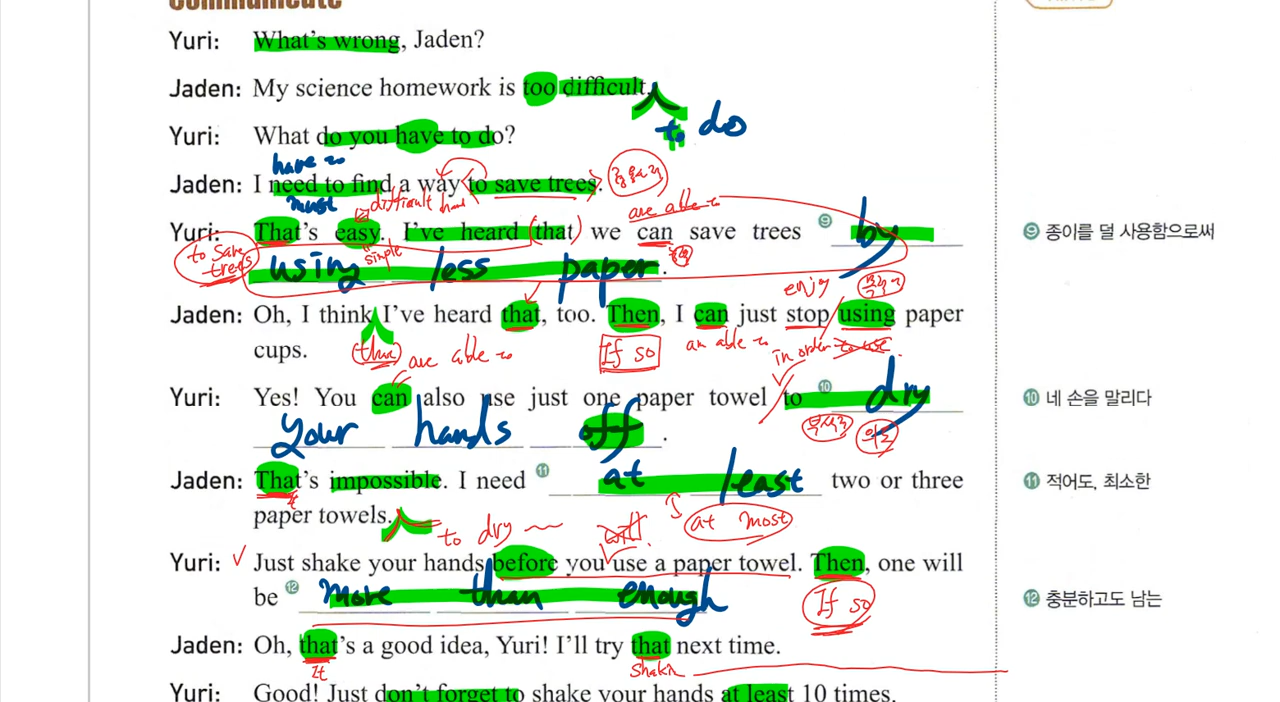 Communicate
Yuri: What's wrong, Jaden?
Jaden: My science homework is too difficult.
to do
Yuri: What do you have to do?
have to
Jaden: I need to find a way to save trees.
must
difficult hard
are able to
Yuri: That's easy. I've heard (that) we can save trees ⑨ by
⑨ 종이를 덜 사용함으로써
to save trees
simple
using less paper.
enjoy
Jaden: Oh, I think I've heard that, too. Then, I can just stop using paper
cups.
are able to
If so
in order to use
Yuri: Yes! You can also use just one paper towel to ⑩ dry
⑩ 네 손을 말리다
your hands off.
Jaden: That's impossible. I need ⑪ at least two or three
⑪ 적어도, 최소한
It
paper towels.
to dry
will
at most
Yuri: Just shake your hands before you use a paper towel. Then, one will
be ⑫ more than enough
⑫ 충분하고도 남는
If so
Jaden: Oh, that's a good idea, Yuri! I'll try that next time.
It
Yuri: Good! Just don't forget to shake your hands at least 10 times.